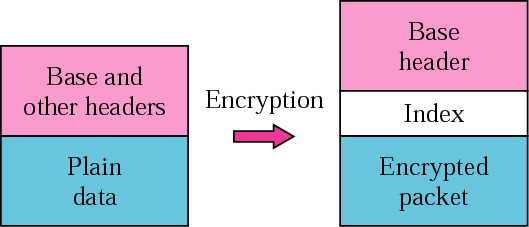 Base and
other headers
Plain
data
Encryption
Base
header
Index
Encrypted
packet